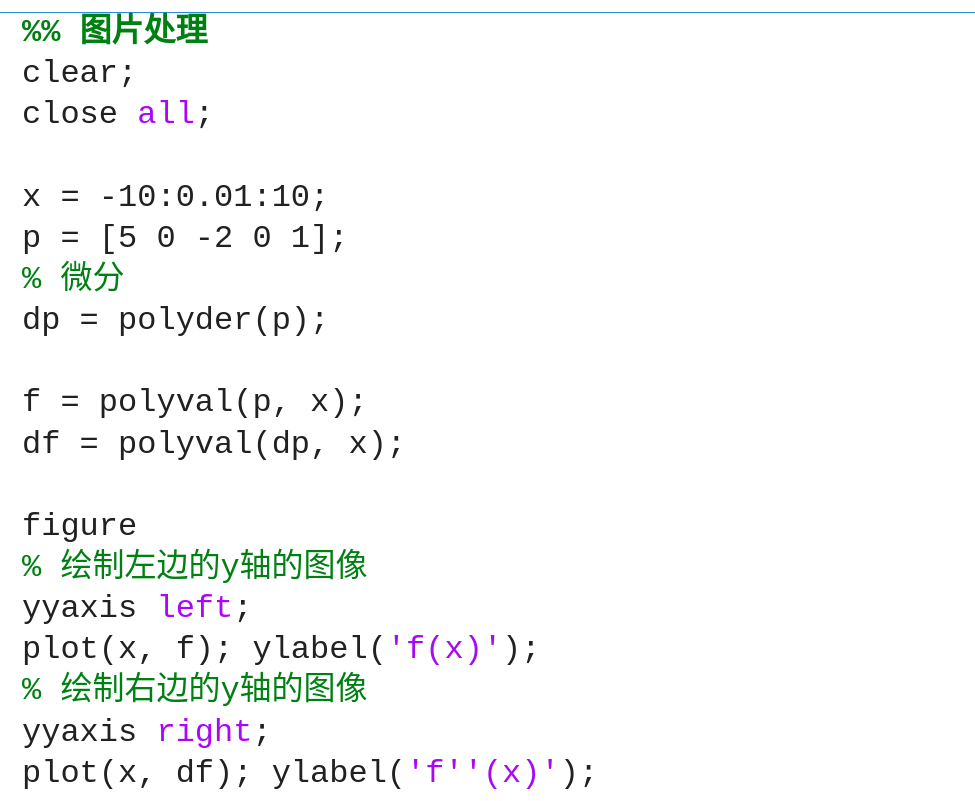 %% 图片处理
clear;
close all;
x = -10:0.01:10;
p = [5 0 -2 0 1];
% 微分
dp = polyder(p);
f = polyval(p, x);
df = polyval(dp, x);
figure
% 绘制左边的y轴的图像
yyaxis left;
plot(x, f); ylabel('f(x)');
% 绘制右边的y轴的图像
yyaxis right;
plot(x, df); ylabel('f''(x)');